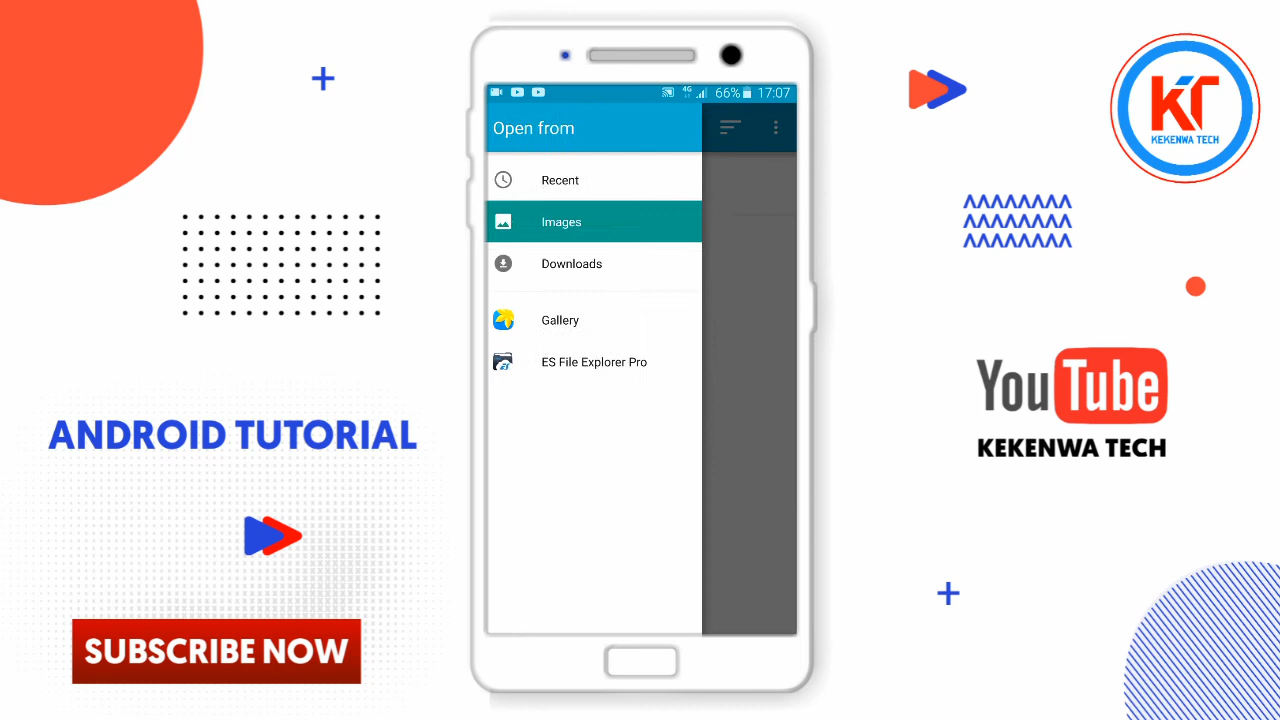 4G 66% 17:07
Open from
Recent
Images
Downloads
Gallery
ES File Explorer Pro
ANDROID TUTORIAL
SUBSCRIBE NOW
KT
KEKENWA TECH
YouTube
KEKENWA TECH